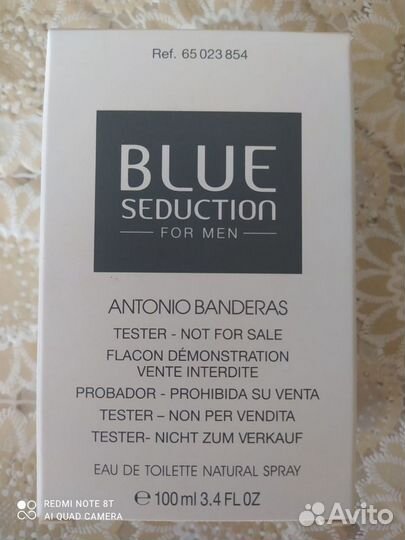 Ref. 65 023 854
BLUE
SEDUCTION
FOR MEN
ANTONIO BANDERAS
TESTER - NOT FOR SALE
FLACON DÉMONSTRATION
VENTE INTERDITE
PROBADOR - PROHIBIDA SU VENTA
TESTER – NON PER VENDITA
TESTER- NICHT ZUM VERKAUF
EAU DE TOILETTE NATURAL SPRAY
℮ 100 ml 3.4 FL OZ
REDMI NOTE 8T
AI QUAD CAMERA
Avito